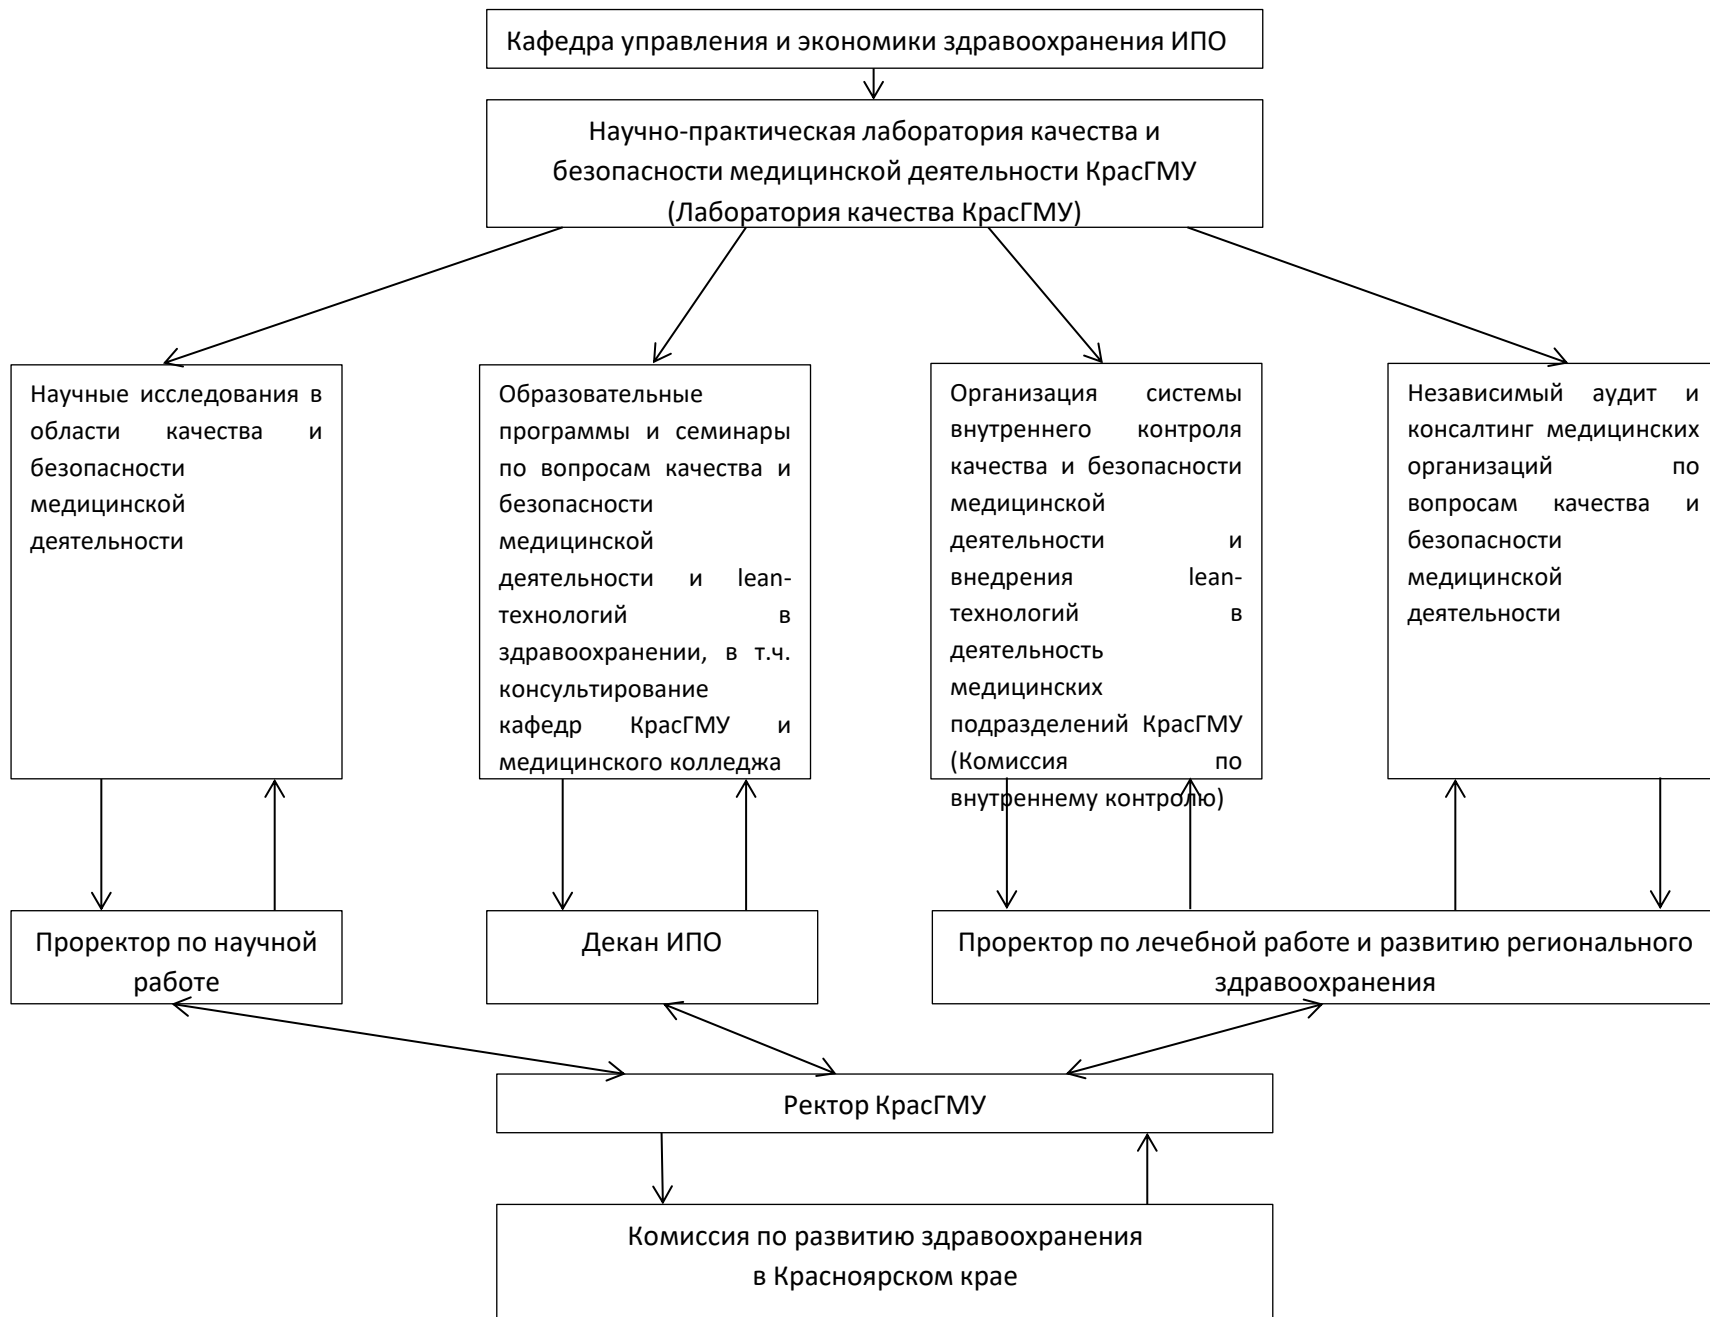 Кафедра управления и экономики здравоохранения ИПО
Научно-практическая лаборатория качества и
безопасности медицинской деятельности КрасГМУ
(Лаборатория качества КрасГМУ)
Научные исследования в
области качества и
безопасности
медицинской
деятельности
Образовательные
программы и семинары
по вопросам качества и
безопасности
медицинской
деятельности и lean-
технологий в
здравоохранении, в т.ч.
консультирование
кафедр КрасГМУ и
медицинского колледжа
Организация системы
внутреннего контроля
качества и безопасности
медицинской
деятельности и
внедрения lean-
технологий в
деятельность
медицинских
подразделений КрасГМУ
(Комиссия по
внутреннему контролю)
Независимый аудит и
консалтинг медицинских
организаций по
вопросам качества и
безопасности
медицинской
деятельности
Проректор по научной
работе
Декан ИПО
Проректор по лечебной работе и развитию регионального
здравоохранения
Ректор КрасГМУ
Комиссия по развитию здравоохранения
в Красноярском крае